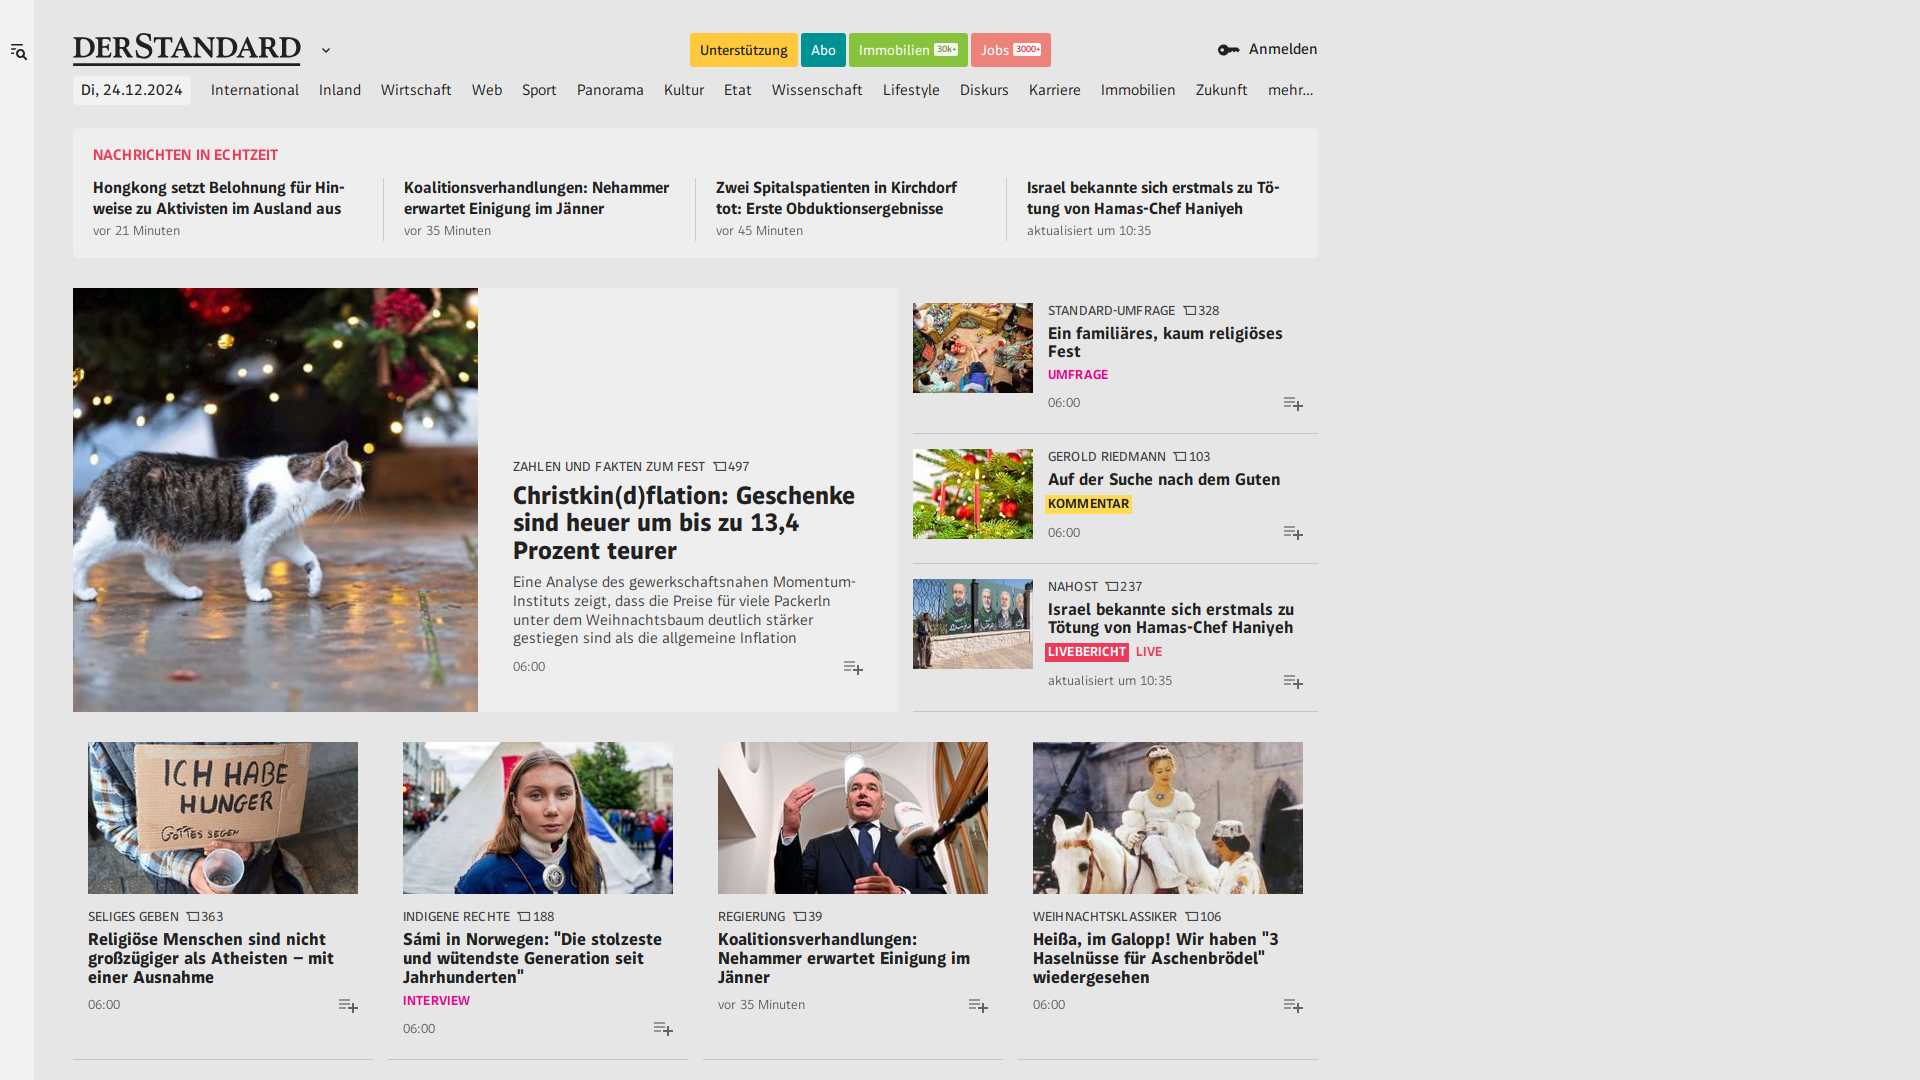 DERSTANDARD
Unterstützung
Abo
Immobilien 30k+
Jobs 3000+
Anmelden
Di, 24.12.2024
International
Inland
Wirtschaft
Web
Sport
Panorama
Kultur
Etat
Wissenschaft
Lifestyle
Diskurs
Karriere
Immobilien
Zukunft
mehr...
NACHRICHTEN IN ECHTZEIT
Hongkong setzt Belohnung für Hin-
weise zu Aktivisten im Ausland aus
vor 21 Minuten
Koalitionsverhandlungen: Nehammer
erwartet Einigung im Jänner
vor 35 Minuten
Zwei Spitalspatienten in Kirchdorf
tot: Erste Obduktionsergebnisse
vor 45 Minuten
Israel bekannte sich erstmals zu Tö-
tung von Hamas-Chef Haniyeh
aktualisiert um 10:35
ZAHLEN UND FAKTEN ZUM FEST 497
Christkin(d)flation: Geschenke
sind heuer um bis zu 13,4
Prozent teurer
Eine Analyse des gewerkschaftsnahen Momentum-
Instituts zeigt, dass die Preise für viele Packerln
unter dem Weihnachtsbaum deutlich stärker
gestiegen sind als die allgemeine Inflation
06:00
STANDARD-UMFRAGE 328
Ein familiäres, kaum religiöses
Fest
UMFRAGE
06:00
GEROLD RIEDMANN 103
Auf der Suche nach dem Guten
KOMMENTAR
06:00
NAHOST 237
Israel bekannte sich erstmals zu
Tötung von Hamas-Chef Haniyeh
LIVEBERICHT LIVE
aktualisiert um 10:35
ICH HABE
HUNGER
GOTTES SEGEN
SELIGES GEBEN 363
Religiöse Menschen sind nicht
großzügiger als Atheisten – mit
einer Ausnahme
06:00
INDIGENE RECHTE 188
Sámi in Norwegen: "Die stolzeste
und wütendste Generation seit
Jahrhunderten"
INTERVIEW
06:00
REGIERUNG 39
Koalitionsverhandlungen:
Nehammer erwartet Einigung im
Jänner
vor 35 Minuten
WEIHNACHTSKLASSIKER 106
Heißa, im Galopp! Wir haben "3
Haselnüsse für Aschenbrödel"
wiedergesehen
06:00